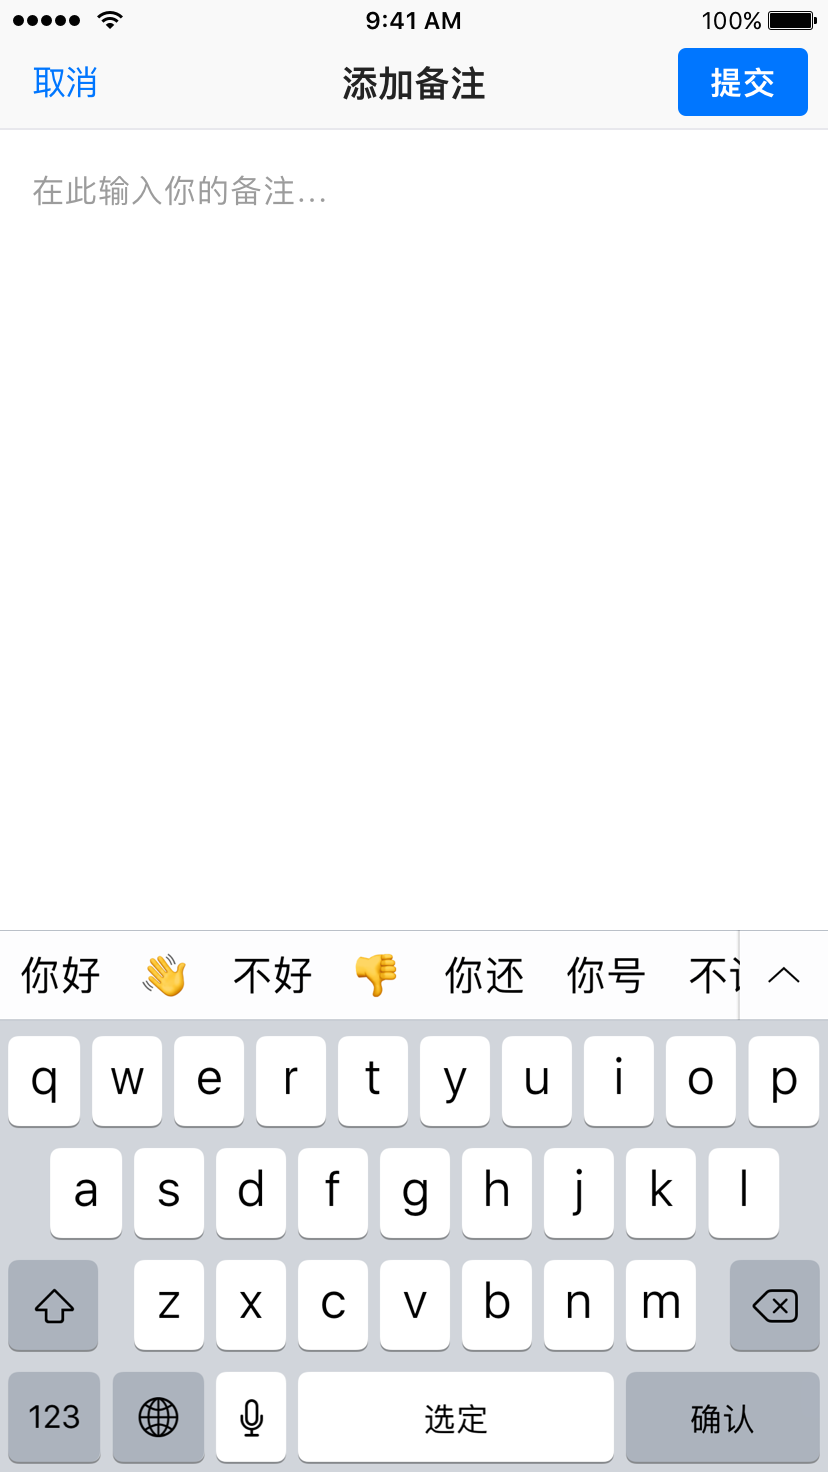 9:41 AM 100%
取消 添加备注 提交
在此输入你的备注...
你好 👋 不好 👎 你还 你号 不
q w e r t y u i o p
a s d f g h j k l
z x c v b n m
123 选定 确认